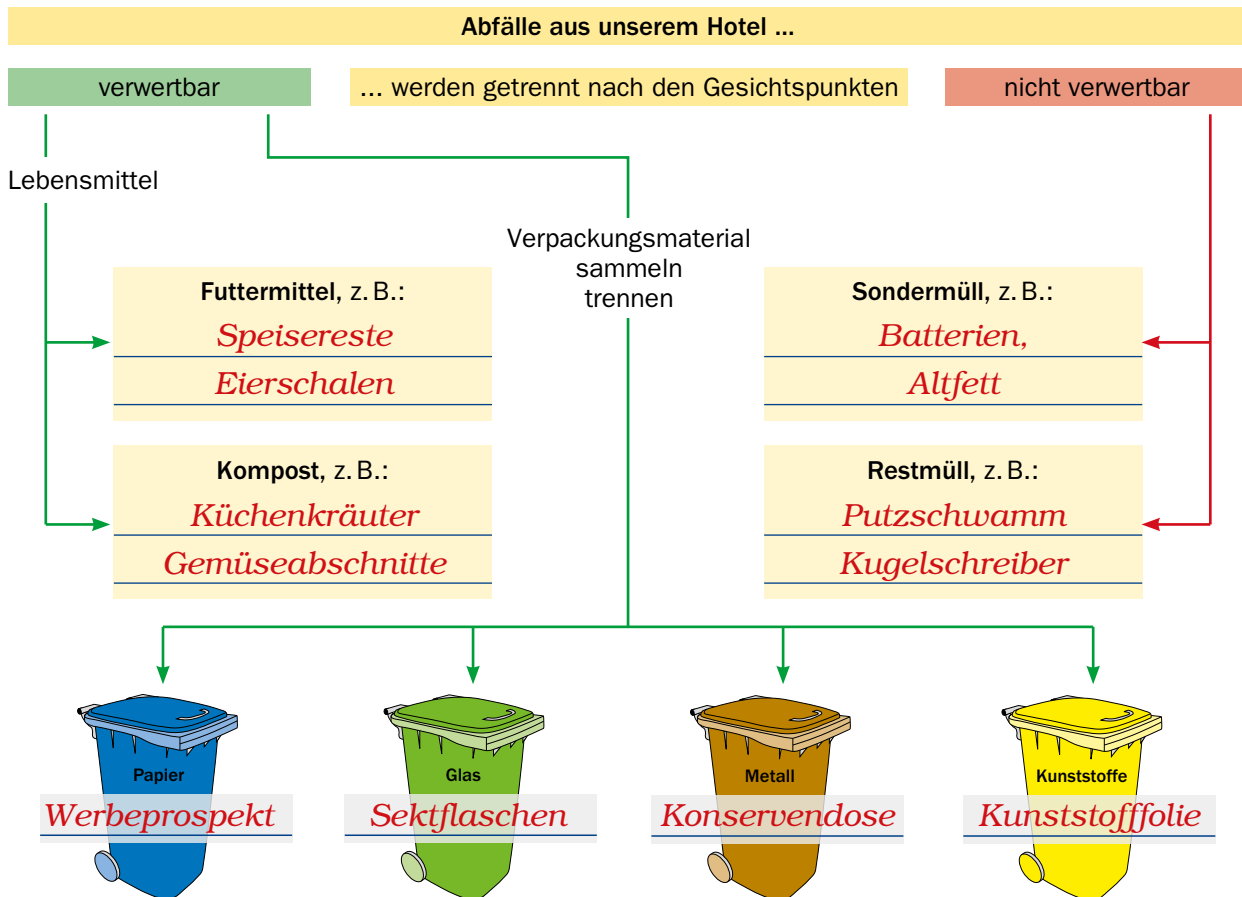 Abfälle aus unserem Hotel ...
verwertbar
... werden getrennt nach den Gesichtspunkten
nicht verwertbar
Lebensmittel
Verpackungsmaterial
sammeln
trennen
Futtermittel, z. B.:
Speisereste
Eierschalen
Sondermüll, z. B.:
Batterien,
Altfett
Kompost, z. B.:
Küchenkräuter
Gemüseabschnitte
Restmüll, z. B.:
Putzschwamm
Kugelschreiber
Papier
Werbeprospekt
Glas
Sektflaschen
Metall
Konservendose
Kunststoffe
Kunststofffolie